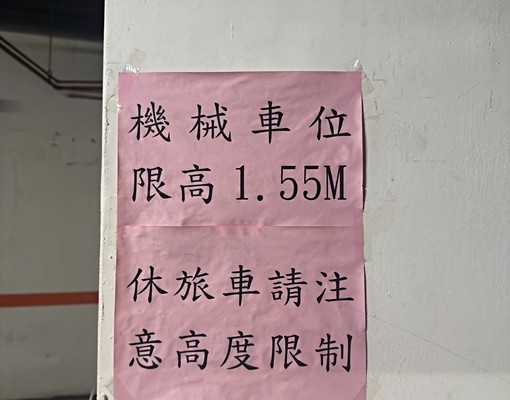 機械車位
限高1.55M
休旅車請注
意高度限制